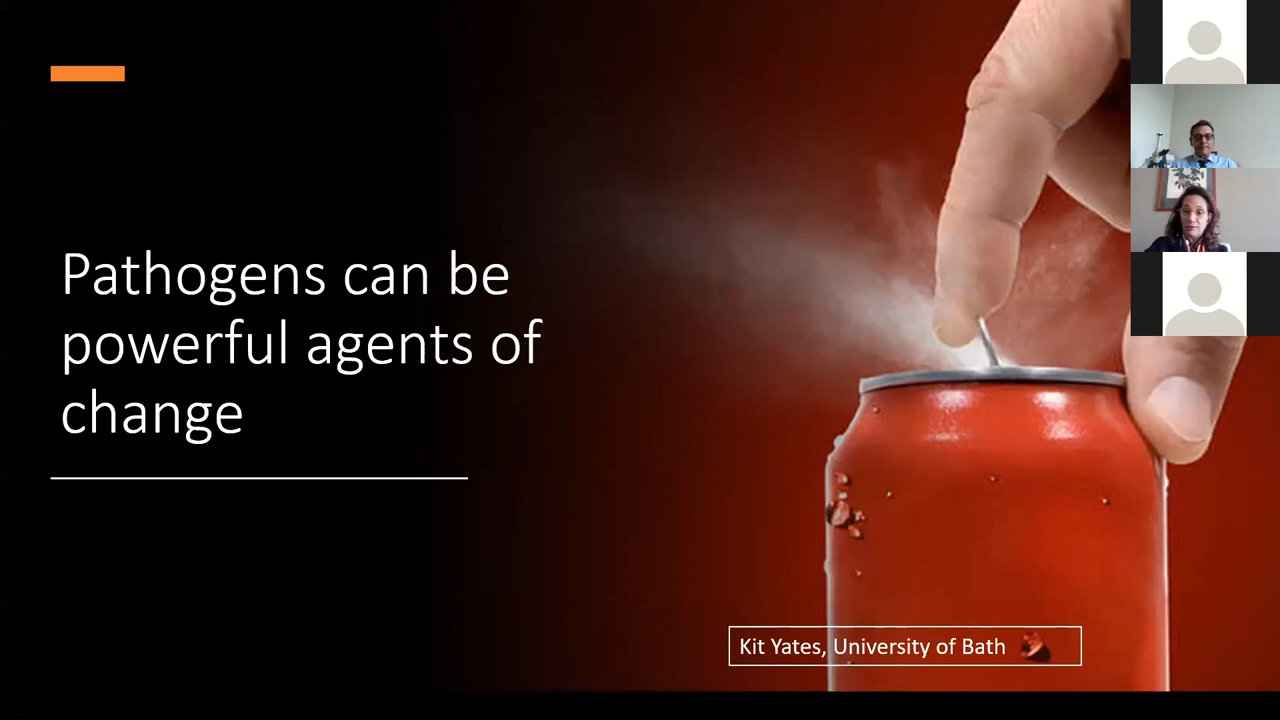 Pathogens can be
powerful agents of
change
Kit Yates, University of Bath